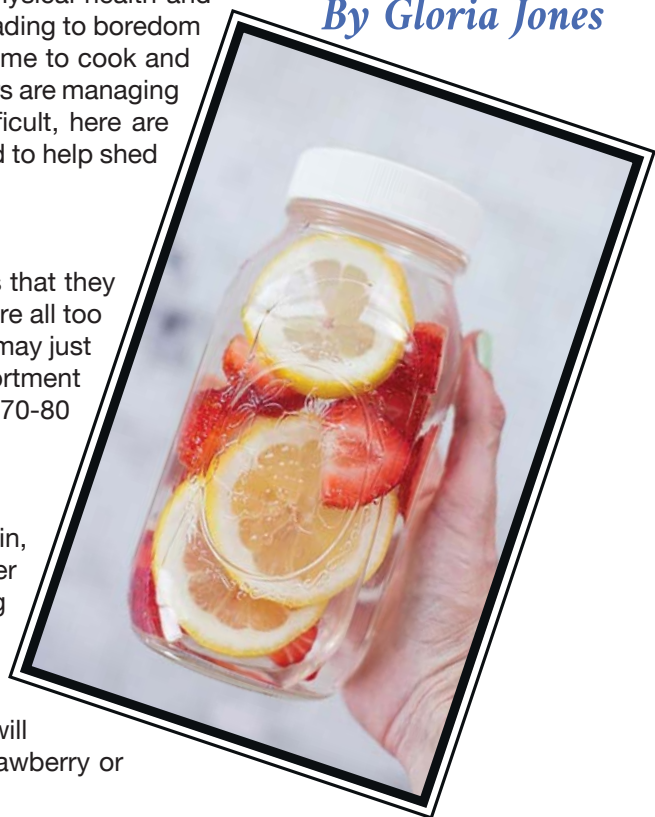 By Gloria Jones
physical health and
ading to boredom
me to cook and
s are managing
ficult, here are
d to help shed
s that they
re all too
may just
ortment
70-80
in,
er
g
will
awberry or